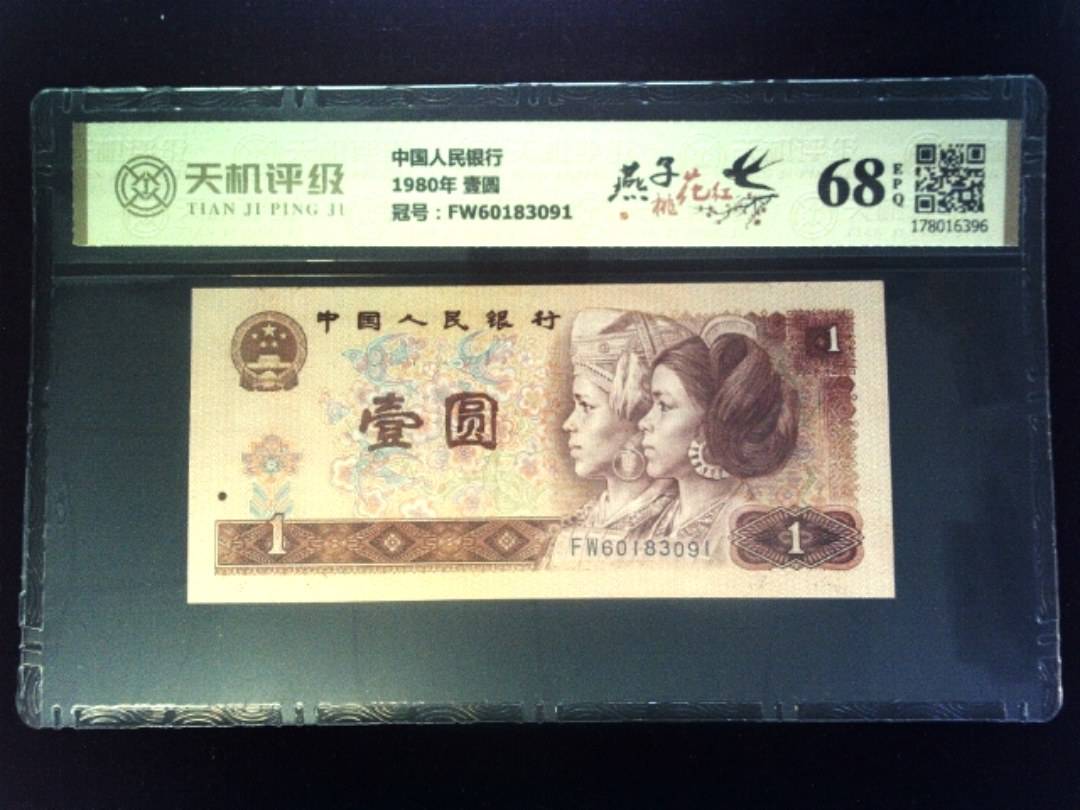 天机评级
TIAN JI PING JI
中国人民银行
1980年 壹圆
冠号：FW60183091
燕子
桃花红
68
EPQ
178016396
中国人民银行
1
壹圆
1
FW60183091
1